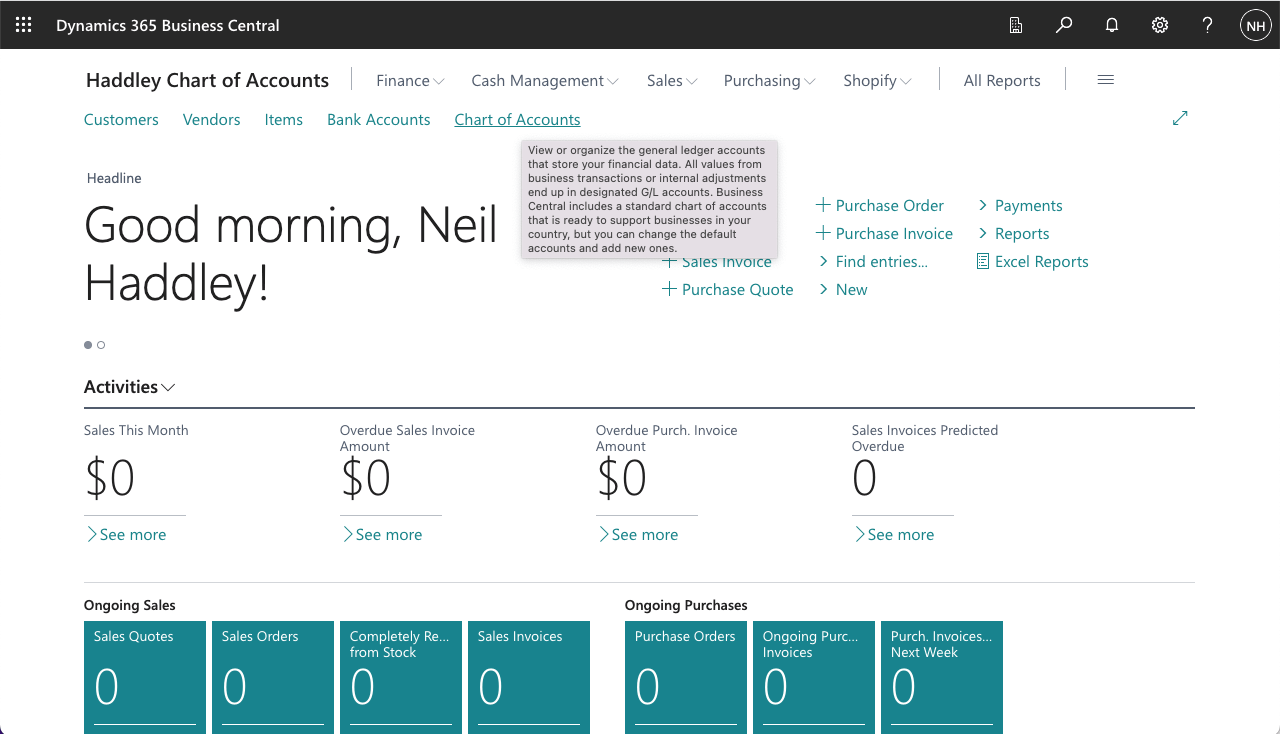 Dynamics 365 Business Central
NH
Haddley Chart of Accounts
Finance
Cash Management
Sales
Purchasing
Shopify
All Reports
Customers
Vendors
Items
Bank Accounts
Chart of Accounts
View or organize the general ledger accounts
that store your financial data. All values from
business transactions or internal adjustments
end up in designated G/L accounts. Business
Central includes a standard chart of accounts
that is ready to support businesses in your
country, but you can change the default
accounts and add new ones.
Headline
Good morning, Neil
Haddley!
Sales Invoice
Purchase Quote
Purchase Order
Purchase Invoice
Find entries...
New
Payments
Reports
Excel Reports
Activities
Sales This Month
$0
See more
Overdue Sales Invoice
Amount
$0
See more
Overdue Purch. Invoice
Amount
$0
See more
Sales Invoices Predicted
Overdue
0
See more
Ongoing Sales
Sales Quotes
0
Sales Orders
0
Completely Re...
from Stock
0
Sales Invoices
0
Ongoing Purchases
Purchase Orders
0
Ongoing Purc...
Invoices
0
Purch. Invoices...
Next Week
0